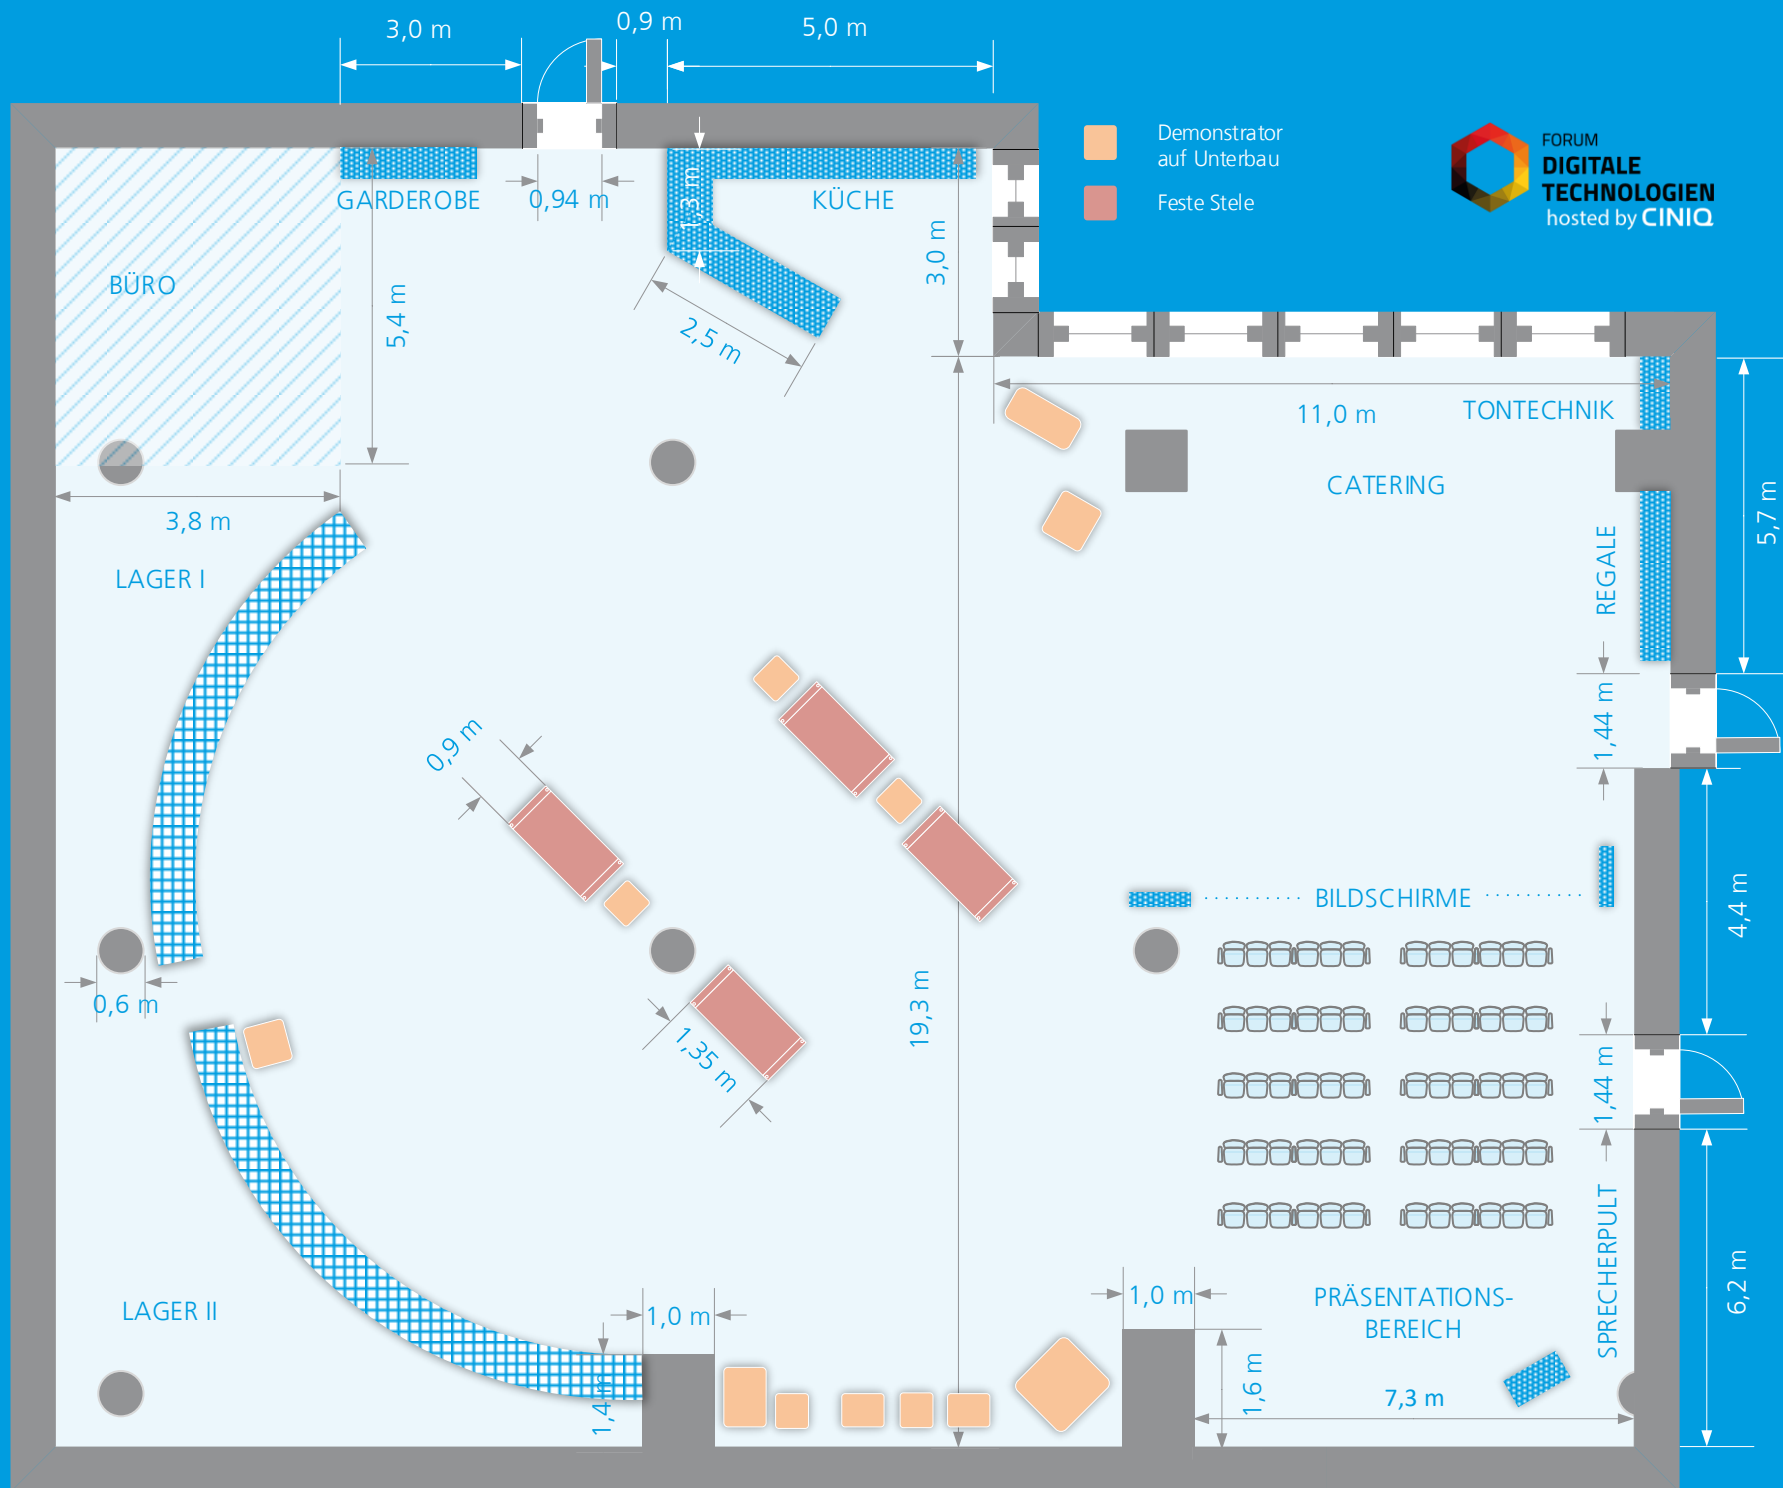 3,0 m
0,9 m
5,0 m
Demonstrator
auf Unterbau
Feste Stele
FORUM
DIGITALE
TECHNOLOGIEN
hosted by CINIQ
GARDEROBE
0,94 m
1,3 m
KÜCHE
3,0 m
BÜRO
5,4 m
2,5 m
11,0 m
TONTECHNIK
CATERING
3,8 m
5,7 m
LAGER I
REGALE
1,44 m
0,9 m
BILDSCHIRME
4,4 m
0,6 m
19,3 m
1,35 m
1,44 m
SPRECHERPULT
6,2 m
LAGER II
1,0 m
1,0 m
PRÄSENTATIONS-
BEREICH
1,4 m
1,6 m
7,3 m